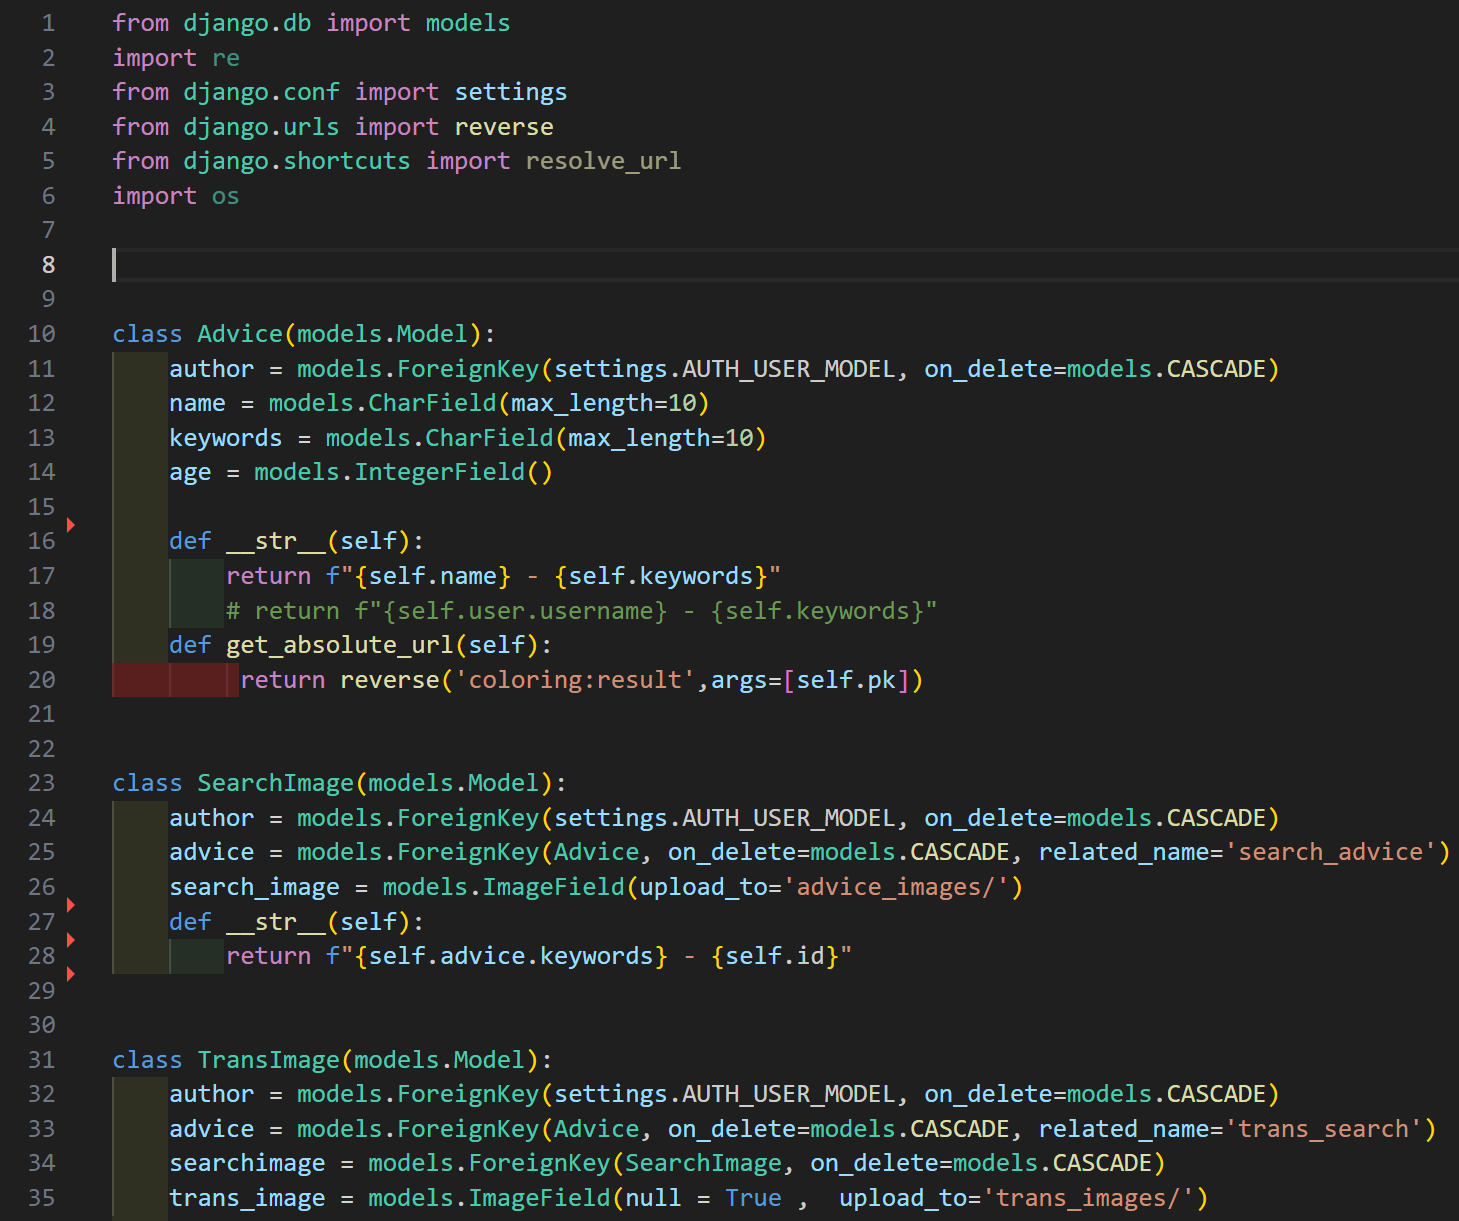 1 from django.db import models
2 import re
3 from django.conf import settings
4 from django.urls import reverse
5 from django.shortcuts import resolve_url
6 import os
7
8
9
10 class Advice(models.Model):
11     author = models.ForeignKey(settings.AUTH_USER_MODEL, on_delete=models.CASCADE)
12     name = models.CharField(max_length=10)
13     keywords = models.CharField(max_length=10)
14     age = models.IntegerField()
15
16     def __str__(self):
17         return f"{self.name} - {self.keywords}"
18         # return f"{self.user.username} - {self.keywords}"
19     def get_absolute_url(self):
20          return reverse('coloring:result',args=[self.pk])
21
22
23 class SearchImage(models.Model):
24     author = models.ForeignKey(settings.AUTH_USER_MODEL, on_delete=models.CASCADE)
25     advice = models.ForeignKey(Advice, on_delete=models.CASCADE, related_name='search_advice')
26     search_image = models.ImageField(upload_to='advice_images/')
27     def __str__(self):
28         return f"{self.advice.keywords} - {self.id}"
29
30
31 class TransImage(models.Model):
32     author = models.ForeignKey(settings.AUTH_USER_MODEL, on_delete=models.CASCADE)
33     advice = models.ForeignKey(Advice, on_delete=models.CASCADE, related_name='trans_search')
34     searchimage = models.ForeignKey(SearchImage, on_delete=models.CASCADE)
35     trans_image = models.ImageField(null = True ,  upload_to='trans_images/')